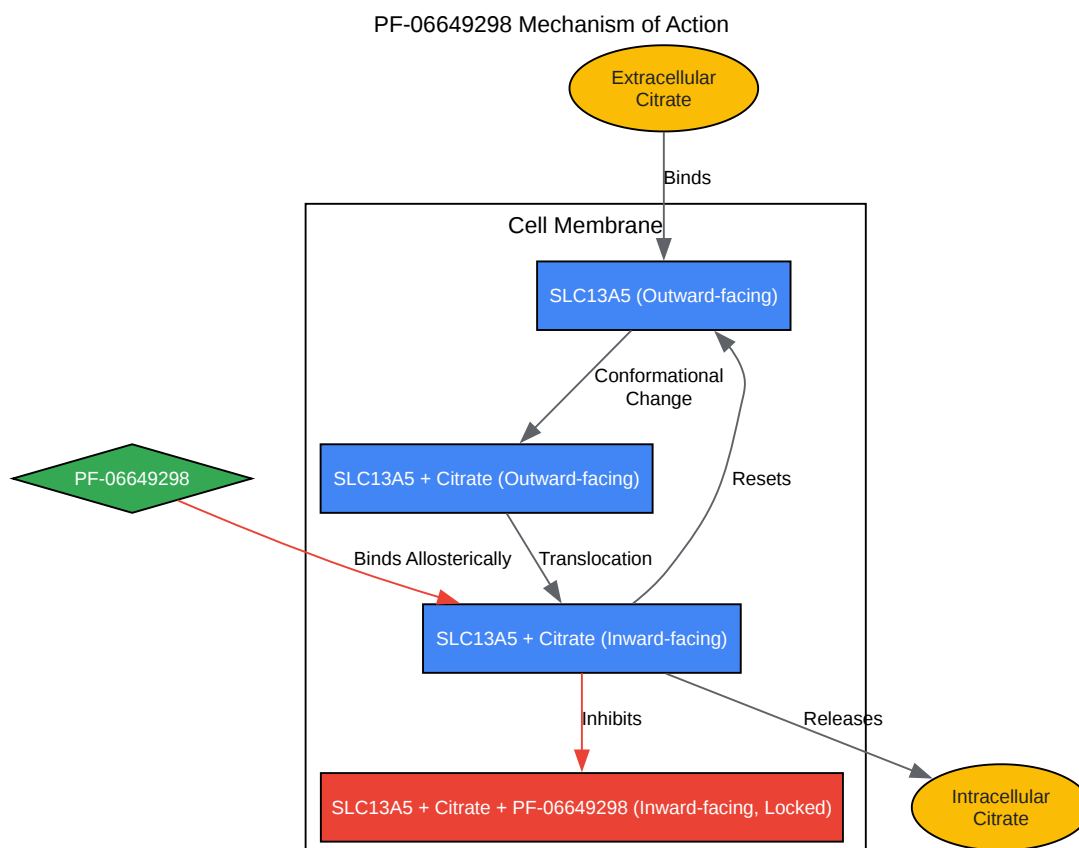 PF-06649298 Mechanism of Action
Extracellular
Citrate
Binds
Cell Membrane
SLC13A5 (Outward-facing)
Conformational
Change
PF-06649298
SLC13A5 + Citrate (Outward-facing)
Resets
Binds Allosterically
Translocation
SLC13A5 + Citrate (Inward-facing)
Inhibits
Releases
SLC13A5 + Citrate + PF-06649298 (Inward-facing, Locked)
Intracellular
Citrate